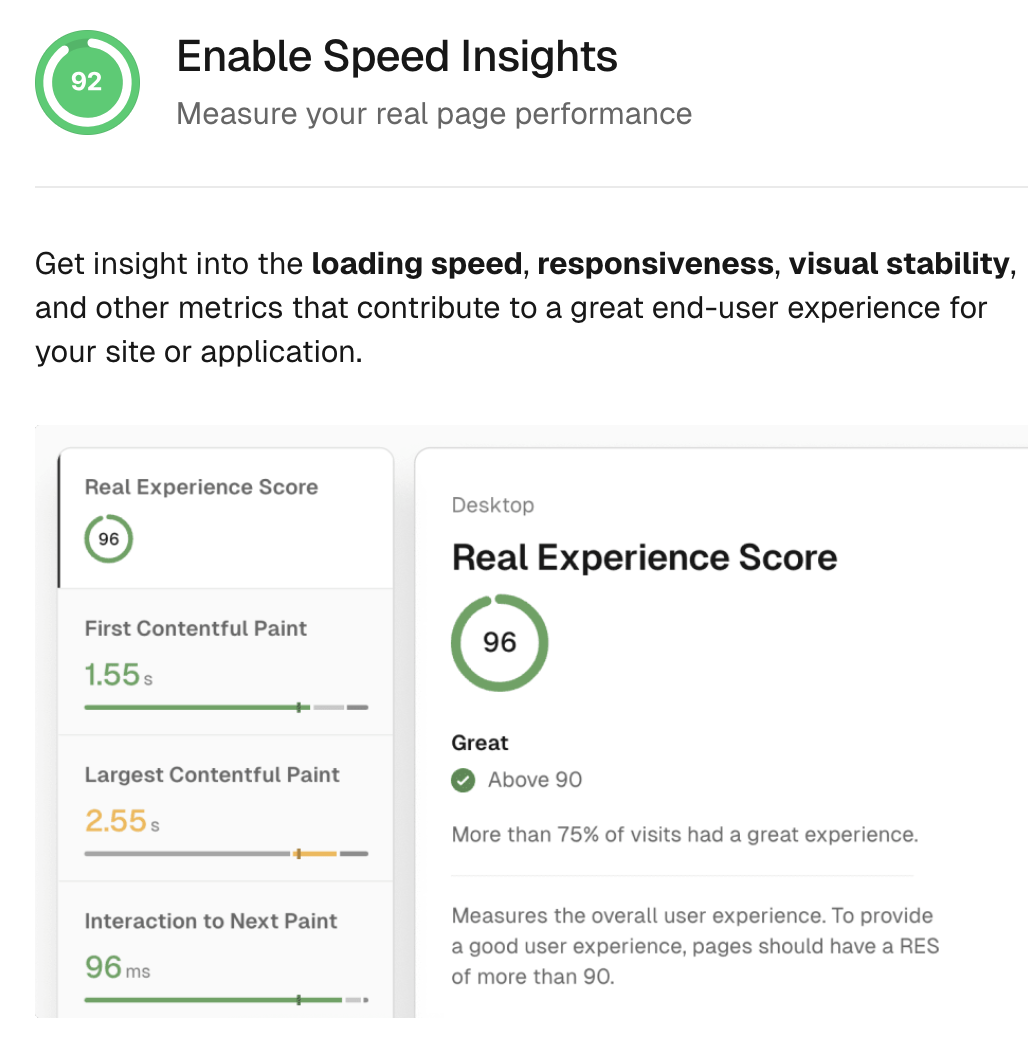 92
Enable Speed Insights
Measure your real page performance
Get insight into the loading speed, responsiveness, visual stability,
and other metrics that contribute to a great end-user experience for
your site or application.
Real Experience Score
96
First Contentful Paint
1.55 s
Largest Contentful Paint
2.55 s
Interaction to Next Paint
96 ms
Desktop
Real Experience Score
96
Great
Above 90
More than 75% of visits had a great experience.
Measures the overall user experience. To provide
a good user experience, pages should have a RES
of more than 90.